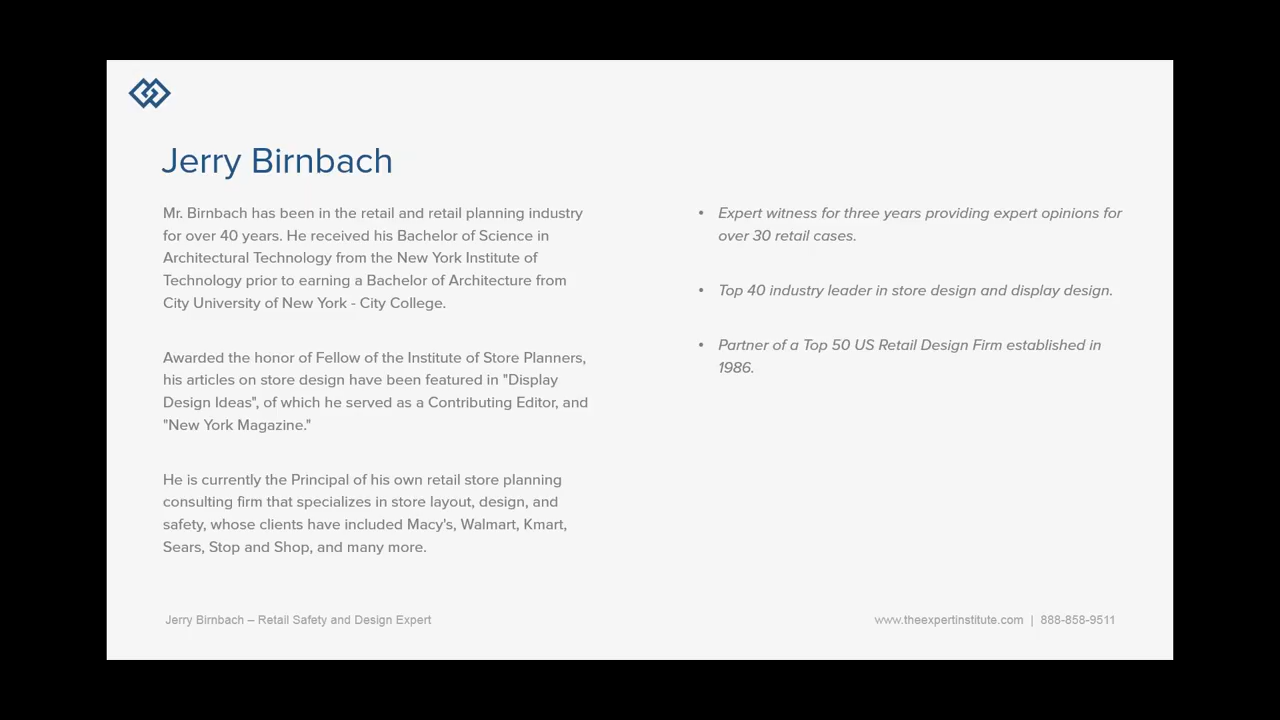 Jerry Birnbach
Mr. Birnbach has been in the retail and retail planning industry
for over 40 years. He received his Bachelor of Science in
Architectural Technology from the New York Institute of
Technology prior to earning a Bachelor of Architecture from
City University of New York - City College.
Awarded the honor of Fellow of the Institute of Store Planners,
his articles on store design have been featured in "Display
Design Ideas", of which he served as a Contributing Editor, and
"New York Magazine."
He is currently the Principal of his own retail store planning
consulting firm that specializes in store layout, design, and
safety, whose clients have included Macy's, Walmart, Kmart,
Sears, Stop and Shop, and many more.
• Expert witness for three years providing expert opinions for
over 30 retail cases.
• Top 40 industry leader in store design and display design.
• Partner of a Top 50 US Retail Design Firm established in
1986.
Jerry Birnbach – Retail Safety and Design Expert
www.theexpertinstitute.com | 888-858-9511